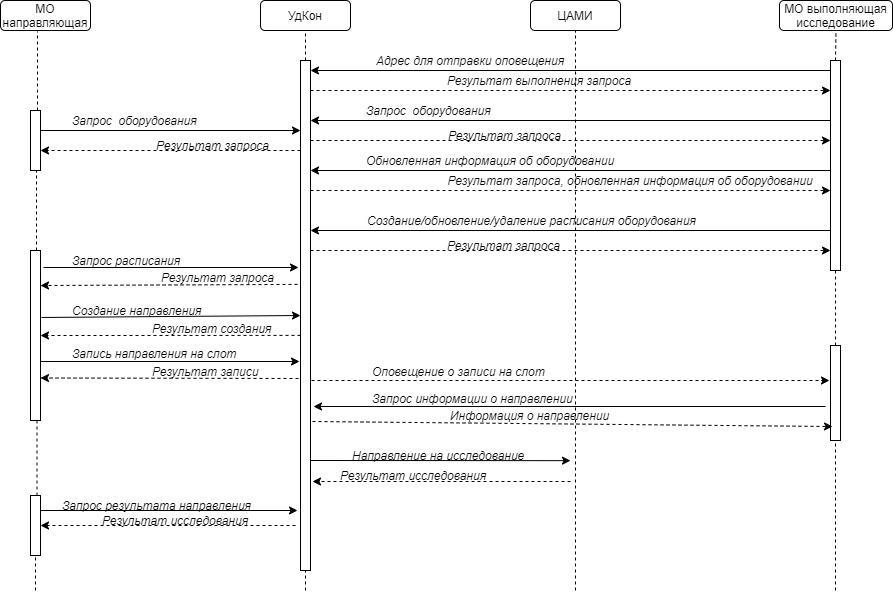 МО
направляющая
УдКон
ЦАМИ
МО выполняющая
исследование
Адрес для отправки оповещения
Результат выполнения запроса
Запрос оборудования
Запрос оборудования
Результат запроса
Результат запроса
Обновленная информация об оборудовании
Результат запроса, обновленная информация об оборудовании
Создание/обновление/удаление расписания оборудования
Результат запроса
Запрос расписания
Результат запроса
Создание направления
Результат создания
Запись направления на слот
Результат записи
Оповещение о записи на слот
Запрос информации о направлении
Информация о направлении
Направление на исследование
Результат исследования
Запрос результата направления
Результат исследования